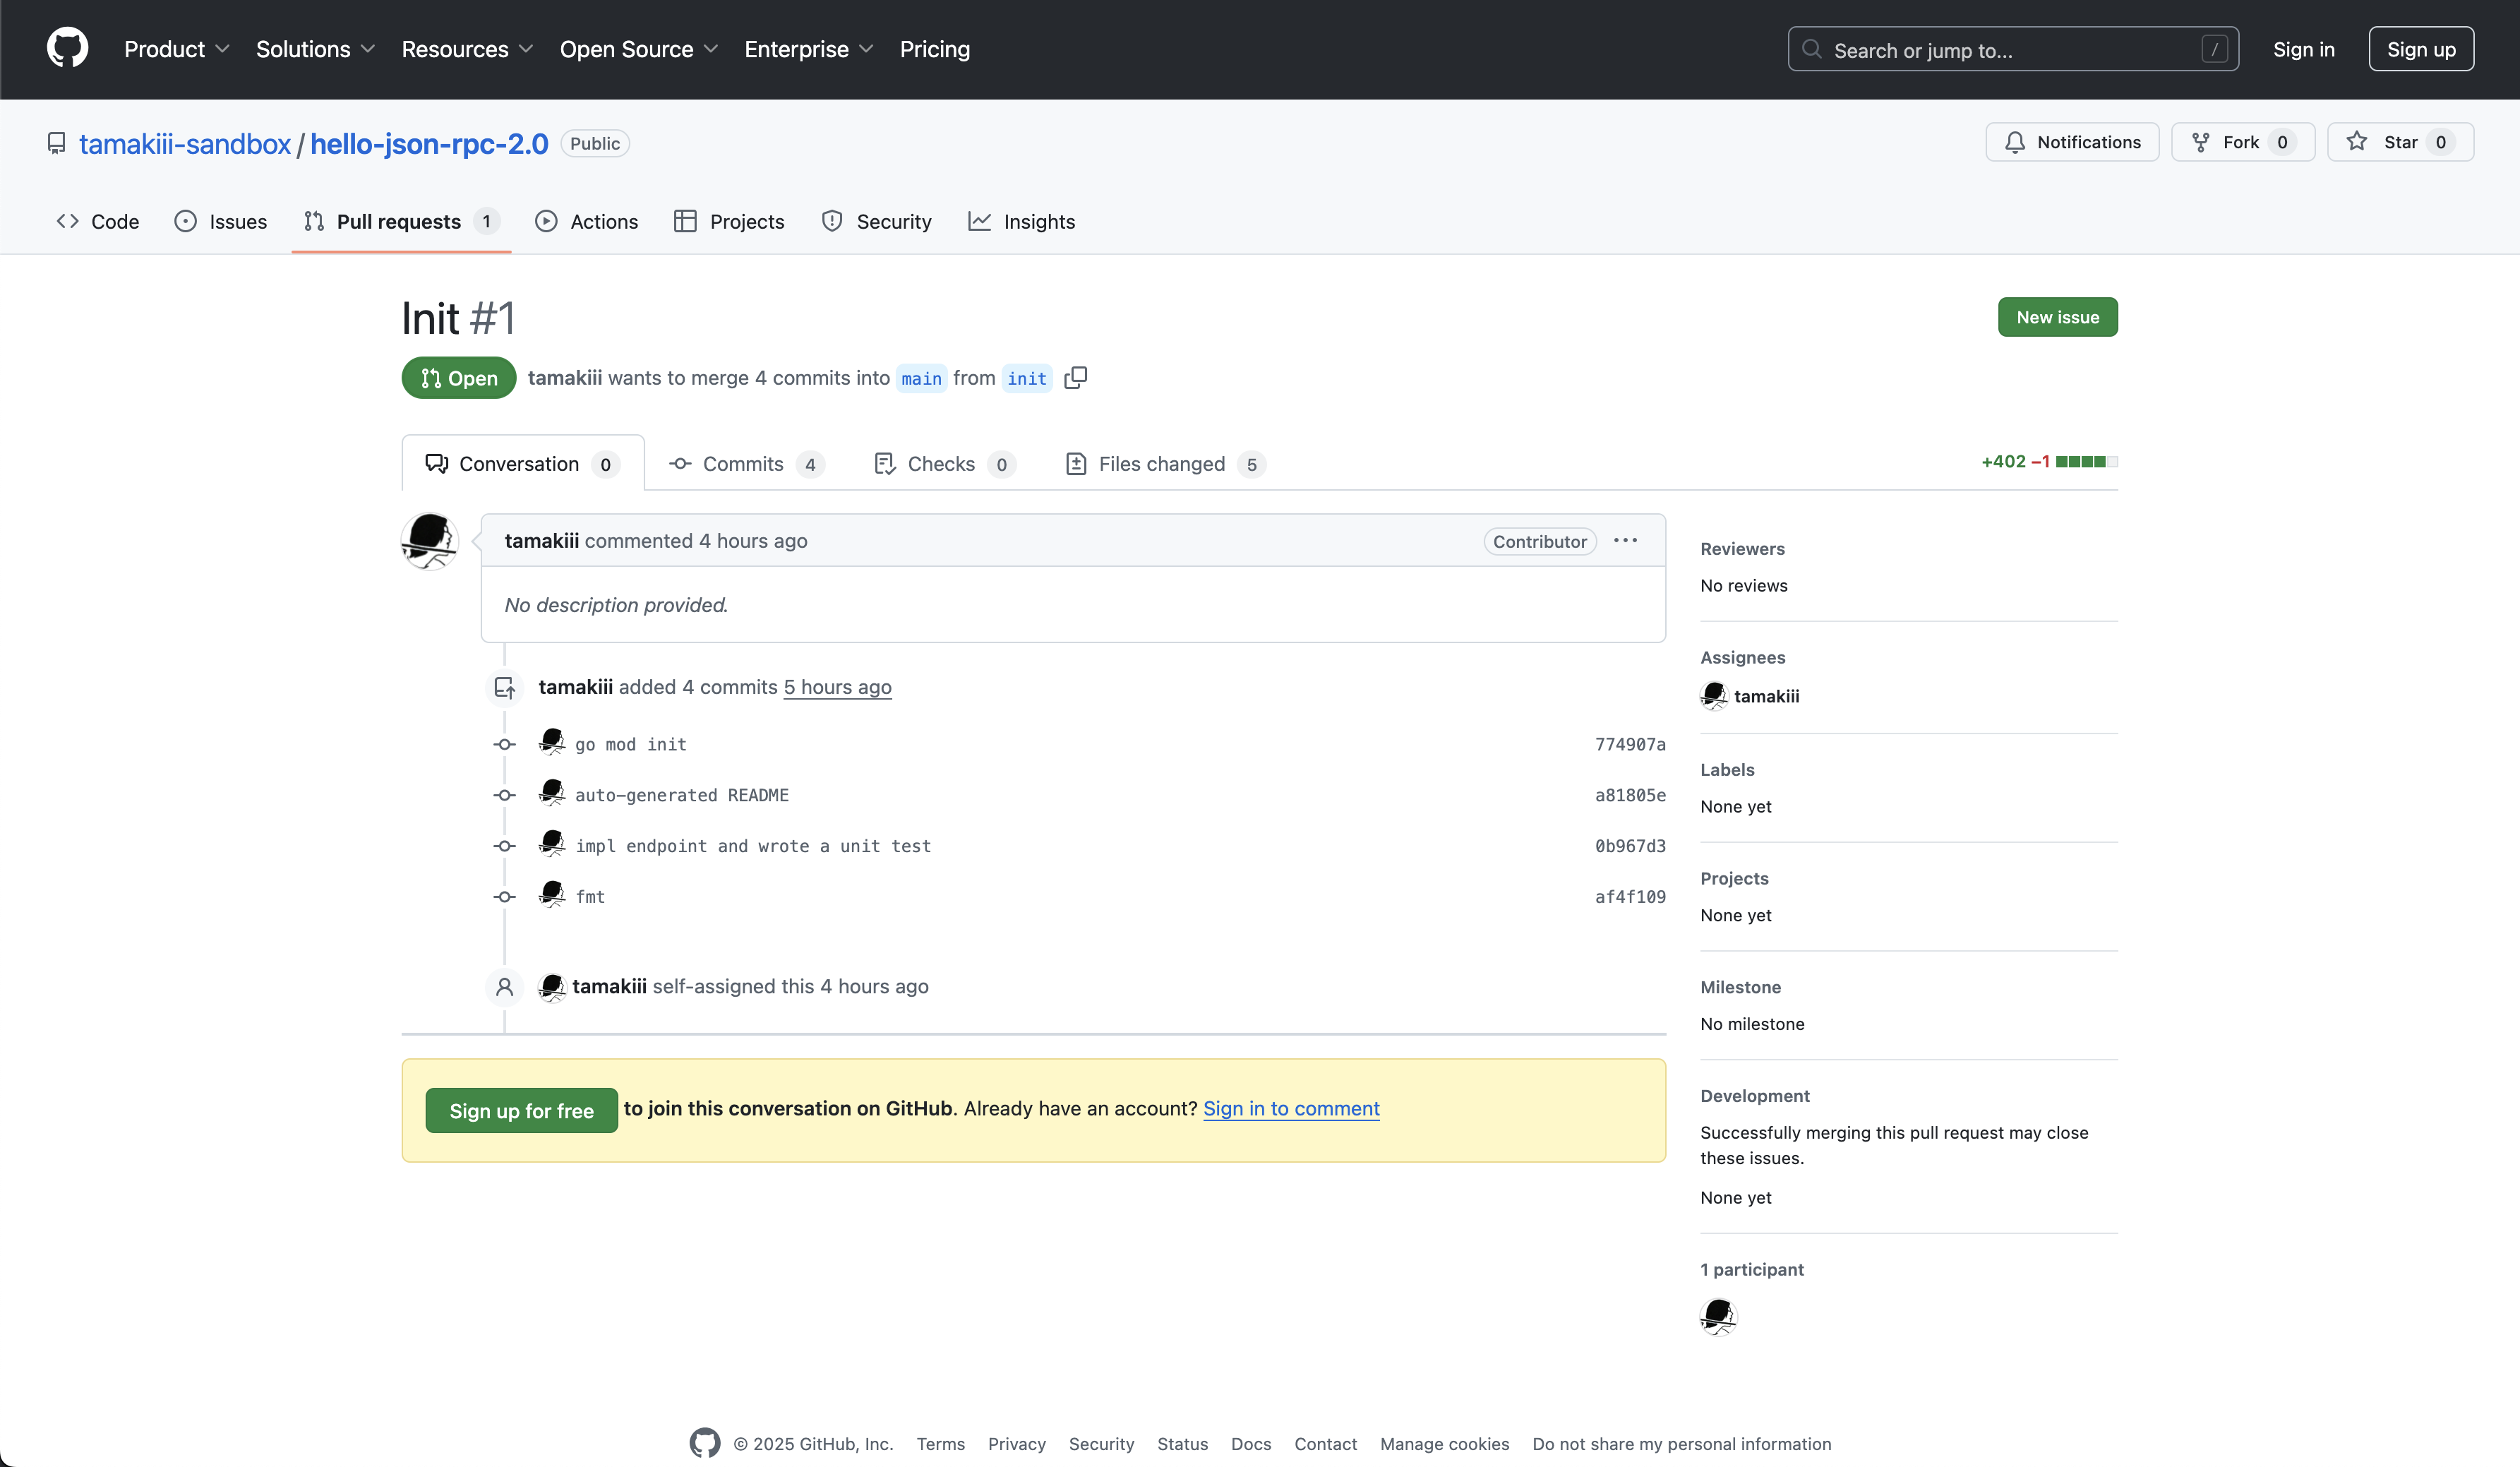 Product Solutions Resources Open Source Enterprise Pricing Search or jump to... / Sign in Sign up
tamakiii-sandbox / hello-json-rpc-2.0 Public Notifications Fork 0 Star 0
Code Issues Pull requests 1 Actions Projects Security Insights
Init #1 New issue
Open tamakiii wants to merge 4 commits into main from init
Conversation 0 Commits 4 Checks 0 Files changed 5 +402 −1
tamakiii commented 4 hours ago Contributor
No description provided.
tamakiii added 4 commits 5 hours ago
go mod init 774907a
auto-generated README a81805e
impl endpoint and wrote a unit test 0b967d3
fmt af4f109
tamakiii self-assigned this 4 hours ago
Sign up for free to join this conversation on GitHub. Already have an account? Sign in to comment
Reviewers
No reviews
Assignees
tamakiii
Labels
None yet
Projects
None yet
Milestone
No milestone
Development
Successfully merging this pull request may close
these issues.
None yet
1 participant
© 2025 GitHub, Inc. Terms Privacy Security Status Docs Contact Manage cookies Do not share my personal information